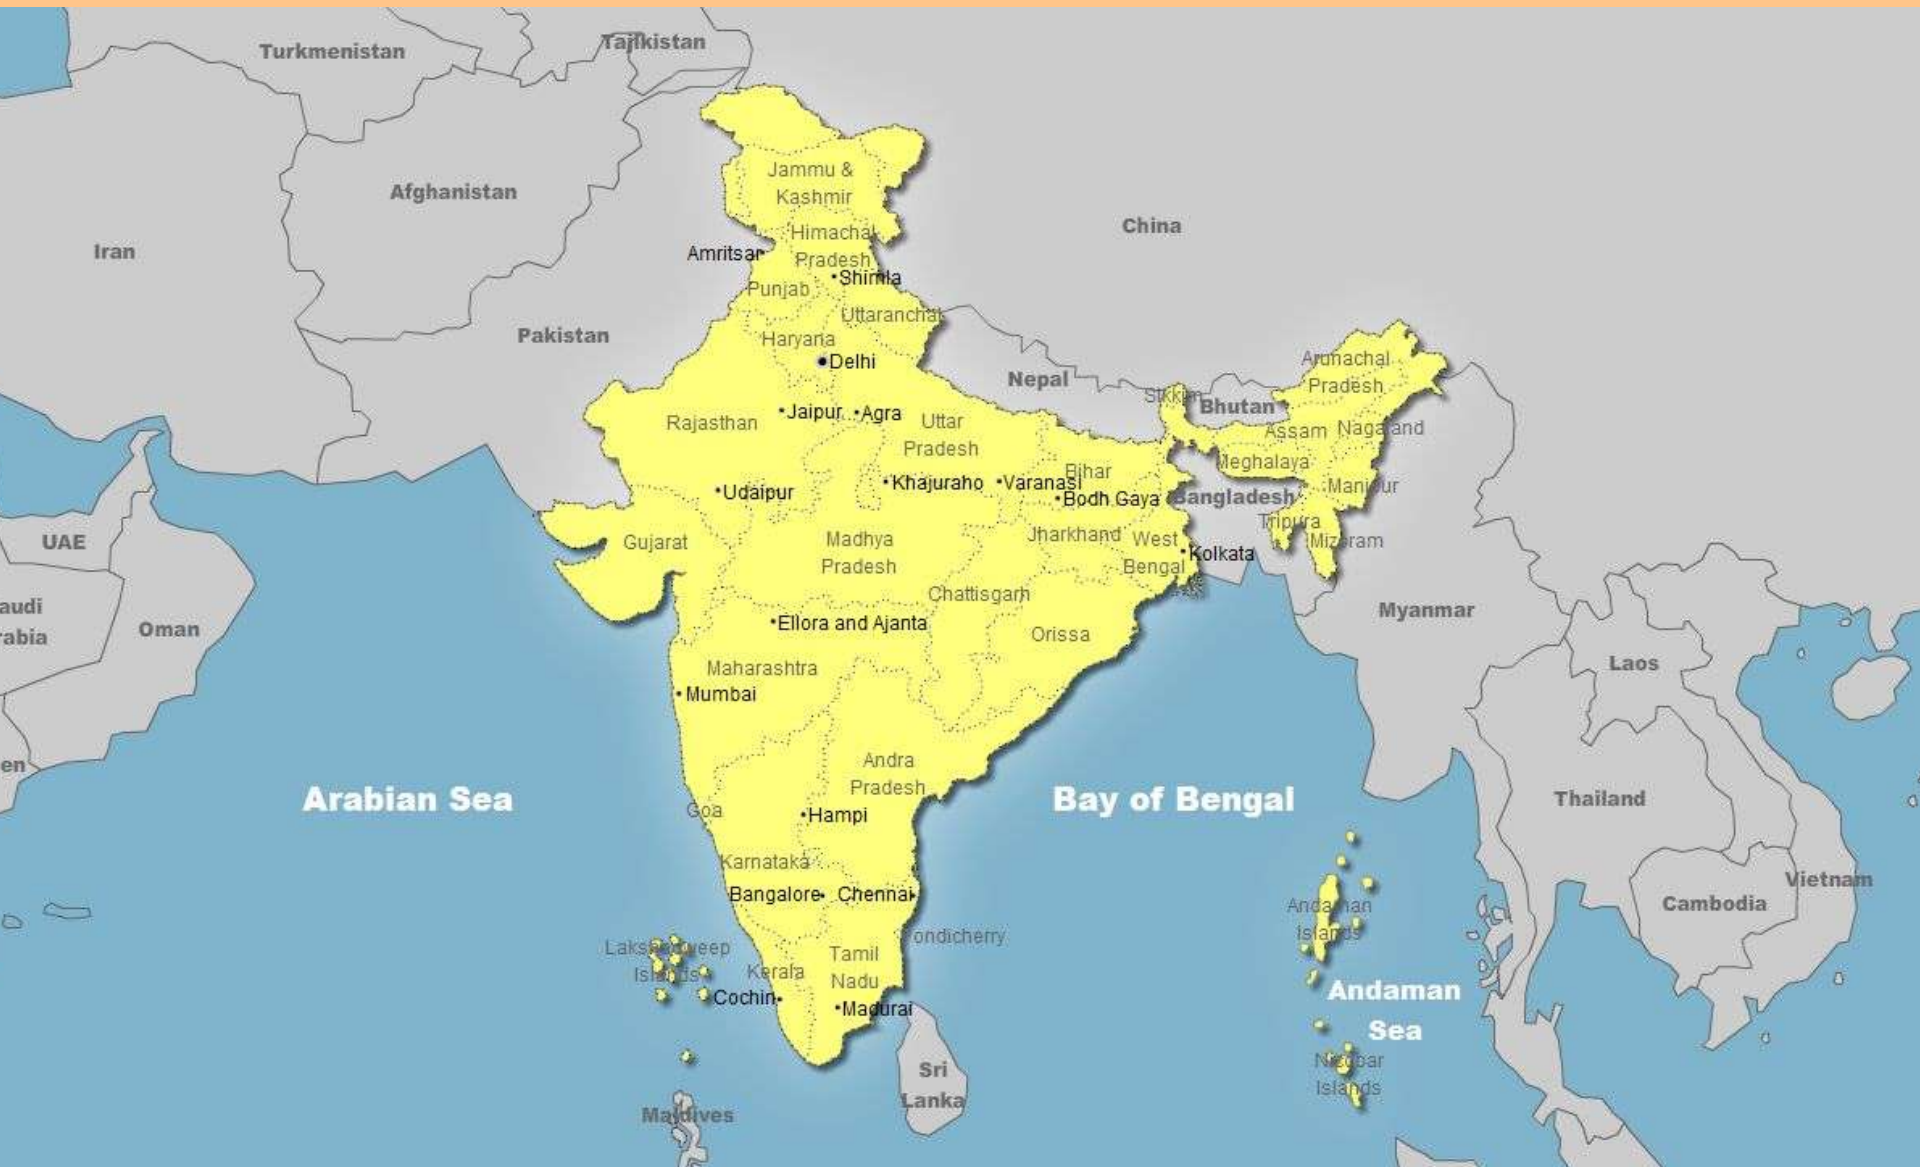 Turkmenistan
Tajikistan
Afghanistan
Iran
Pakistan
China
Jammu &
Kashmir
Himachal
Pradesh
Amritsar
Shimla
Punjab
Uttaranchal
Haryana
Delhi
Nepal
Sikkim
Bhutan
Arunachal
Pradesh
Rajasthan
Jaipur
Agra
Uttar
Pradesh
Assam
Nagaland
Meghalaya
Bihar
Khajuraho
Varanasi
Udaipur
Bodh Gaya
Bangladesh
Manipur
Tripura
Mizoram
Gujarat
Madhya
Pradesh
Jharkhand
West
Bengal
Kolkata
UAE
audi
rabia
Oman
en
Chattisgarh
Ellora and Ajanta
Orissa
Maharashtra
Mumbai
Myanmar
Laos
Andra
Pradesh
Arabian Sea
Bay of Bengal
Thailand
Goa
Hampi
Karnataka
Bangalore
Chennai
Vietnam
Cambodia
Andaman
Islands
Pondicherry
Lakshadweep
Islands
Kerala
Tamil
Nadu
Cochin
Madurai
Andaman
Sea
Nicobar
Islands
Sri
Lanka
Maldives